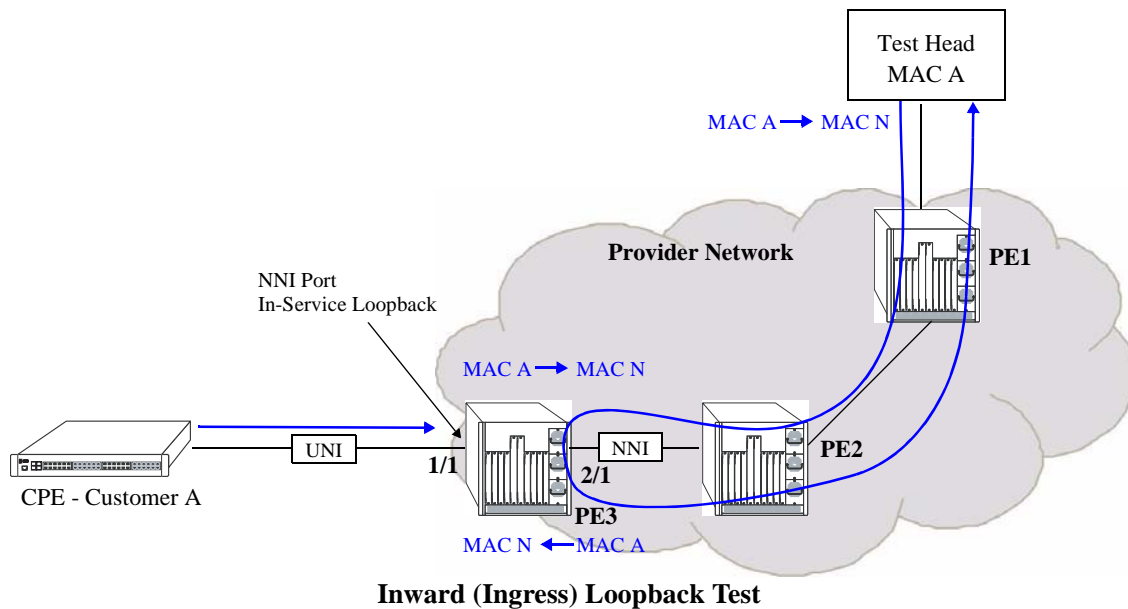 Test Head
MAC A
MAC A MAC N
Provider Network
PE1
NNI Port
In-Service Loopback
MAC A MAC N
UNI
1/1
NNI
2/1
PE2
CPE - Customer A
PE3
MAC N MAC A
Inward (Ingress) Loopback Test